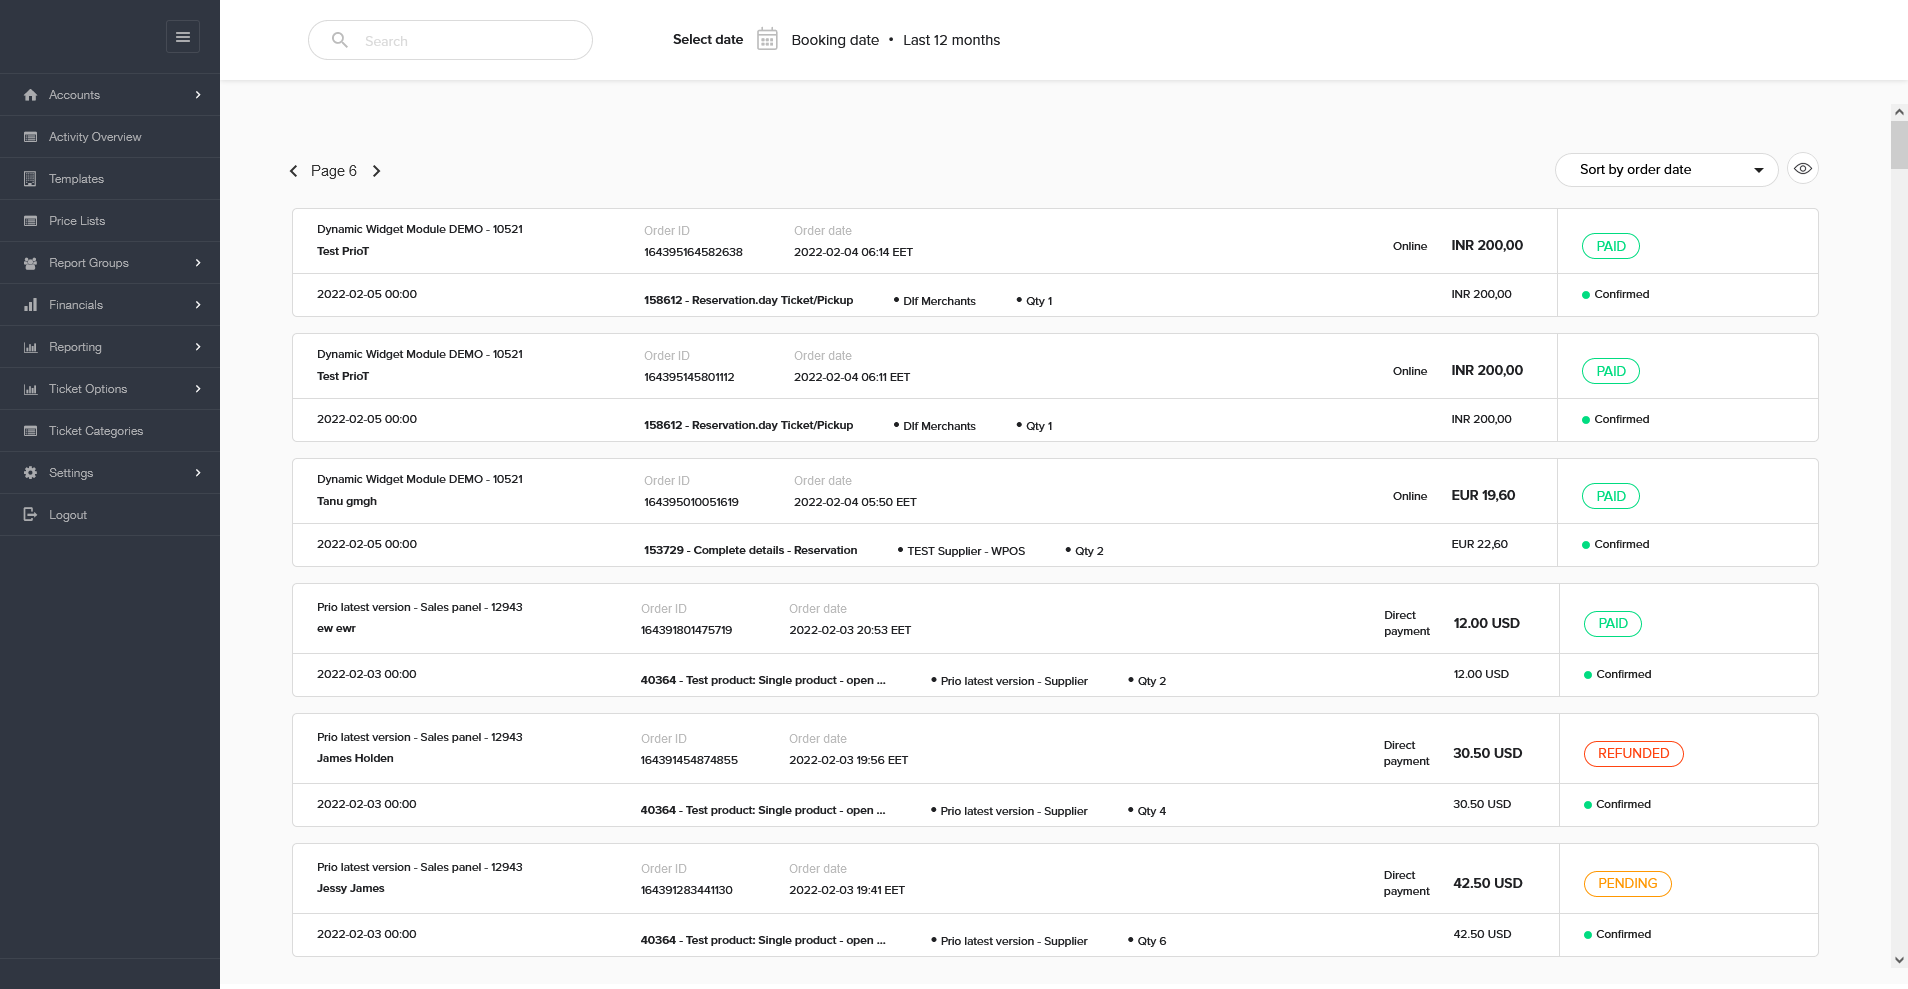 Search
Select date Booking date • Last 12 months
Accounts
Activity Overview
Templates
Price Lists
Report Groups
Financials
Reporting
Ticket Options
Ticket Categories
Settings
Logout
Page 6
Sort by order date
Dynamic Widget Module DEMO - 10521 Order ID Order date
Test PrioT 164395164582638 2022-02-04 06:14 EET Online INR 200,00 PAID
2022-02-05 00:00 158612 - Reservation.day Ticket/Pickup • Dlf Merchants • Qty 1 INR 200,00 Confirmed
Dynamic Widget Module DEMO - 10521 Order ID Order date
Test PrioT 164395145801112 2022-02-04 06:11 EET Online INR 200,00 PAID
2022-02-05 00:00 158612 - Reservation.day Ticket/Pickup • Dlf Merchants • Qty 1 INR 200,00 Confirmed
Dynamic Widget Module DEMO - 10521 Order ID Order date
Tanu gmgh 164395010051619 2022-02-04 05:50 EET Online EUR 19,60 PAID
2022-02-05 00:00 153729 - Complete details - Reservation • TEST Supplier - WPOS • Qty 2 EUR 22,60 Confirmed
Prio latest version - Sales panel - 12943 Order ID Order date
ew ewr 164391801475719 2022-02-03 20:53 EET Direct payment 12.00 USD PAID
2022-02-03 00:00 40364 - Test product: Single product - open ... • Prio latest version - Supplier • Qty 2 12.00 USD Confirmed
Prio latest version - Sales panel - 12943 Order ID Order date
James Holden 164391454874855 2022-02-03 19:56 EET Direct payment 30.50 USD REFUNDED
2022-02-03 00:00 40364 - Test product: Single product - open ... • Prio latest version - Supplier • Qty 4 30.50 USD Confirmed
Prio latest version - Sales panel - 12943 Order ID Order date
Jessy James 164391283441130 2022-02-03 19:41 EET Direct payment 42.50 USD PENDING
2022-02-03 00:00 40364 - Test product: Single product - open ... • Prio latest version - Supplier • Qty 6 42.50 USD Confirmed